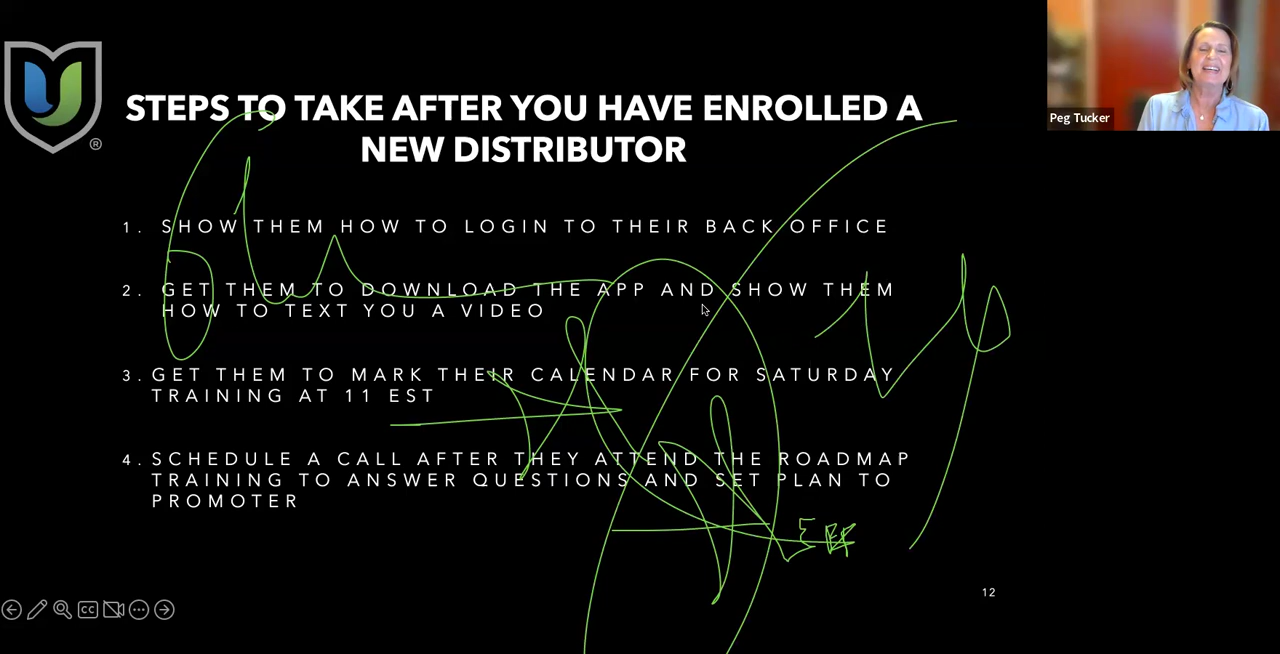 Peg Tucker
STEPS TO TAKE AFTER YOU HAVE ENROLLED A
NEW DISTRIBUTOR
1. SHOW THEM HOW TO LOGIN TO THEIR BACK OFFICE
2. GET THEM TO DOWNLOAD THE APP AND SHOW THEM
HOW TO TEXT YOU A VIDEO
3. GET THEM TO MARK THEIR CALENDAR FOR SATURDAY
TRAINING AT 11 EST
4. SCHEDULE A CALL AFTER THEY ATTEND THE ROADMAP
TRAINING TO ANSWER QUESTIONS AND SET PLAN TO
PROMOTER
12
CC